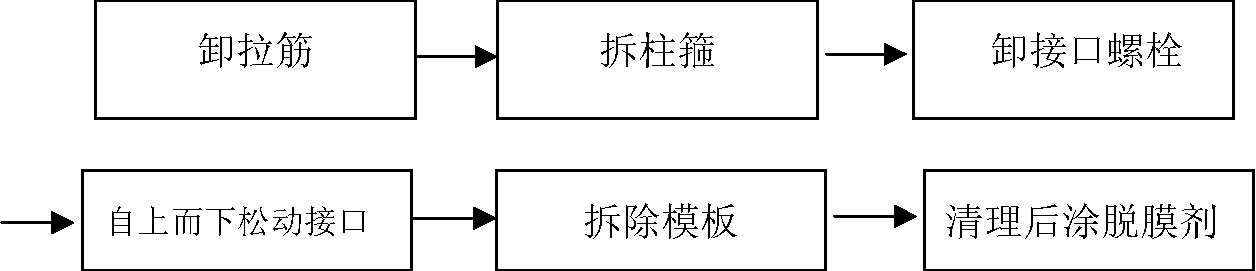 卸拉筋
拆柱箍
卸接口螺栓
自上而下松动接口
拆除模板
清理后涂脱膜剂